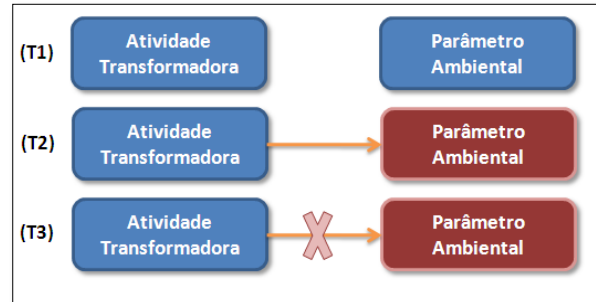 (T1)
Atividade
Transformadora
Parâmetro
Ambiental
(T2)
Atividade
Transformadora
Parâmetro
Ambiental
(T3)
Atividade
Transformadora
Parâmetro
Ambiental